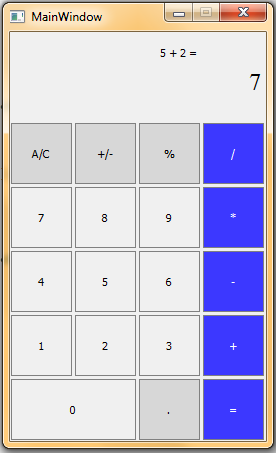 MainWindow
5 + 2 =
7
A/C +/- % /
7 8 9 *
4 5 6 -
1 2 3 +
0 . =